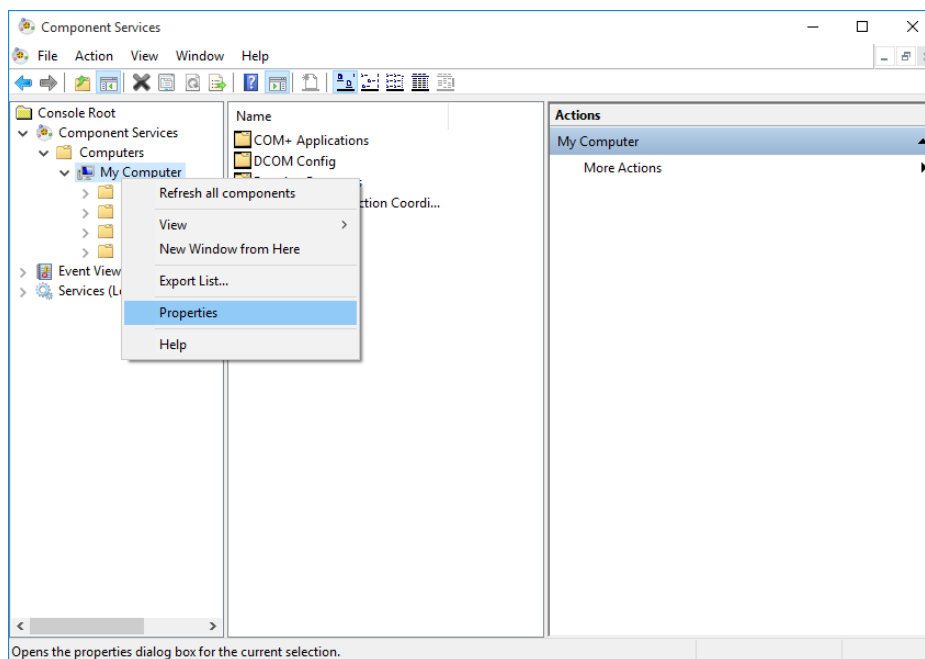 Component Services
File Action View Window Help
Console Root
Component Services
Computers
My Computer
Event View
Services (L
Name
COM+ Applications
DCOM Config
ction Coordi...
Refresh all components
View
New Window from Here
Export List...
Properties
Help
Actions
My Computer
More Actions
Opens the properties dialog box for the current selection.